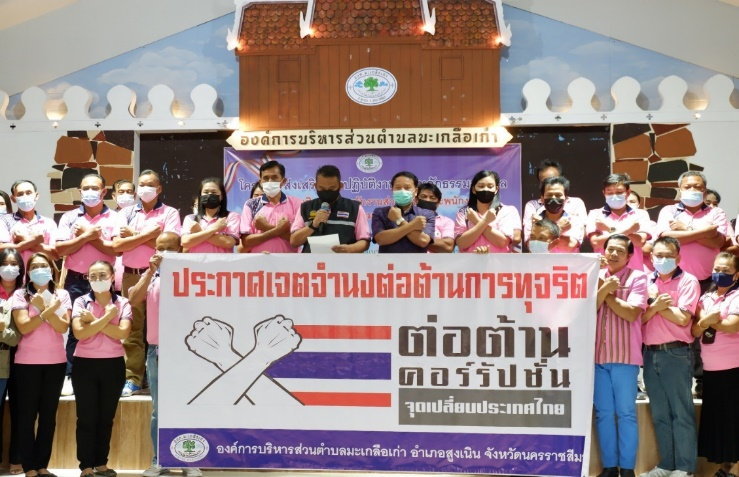 องค์การบริหารส่วนตำบลมะเกลือเก่า
ประกาศเจตจำนงต่อต้านการทุจริต
ต่อต้าน
คอร์รัปชั่น
จุดเปลี่ยนประเทศไทย
องค์การบริหารส่วนตำบลมะเกลือเก่า อำเภอสูงเนิน จังหวัดนครราชสีม